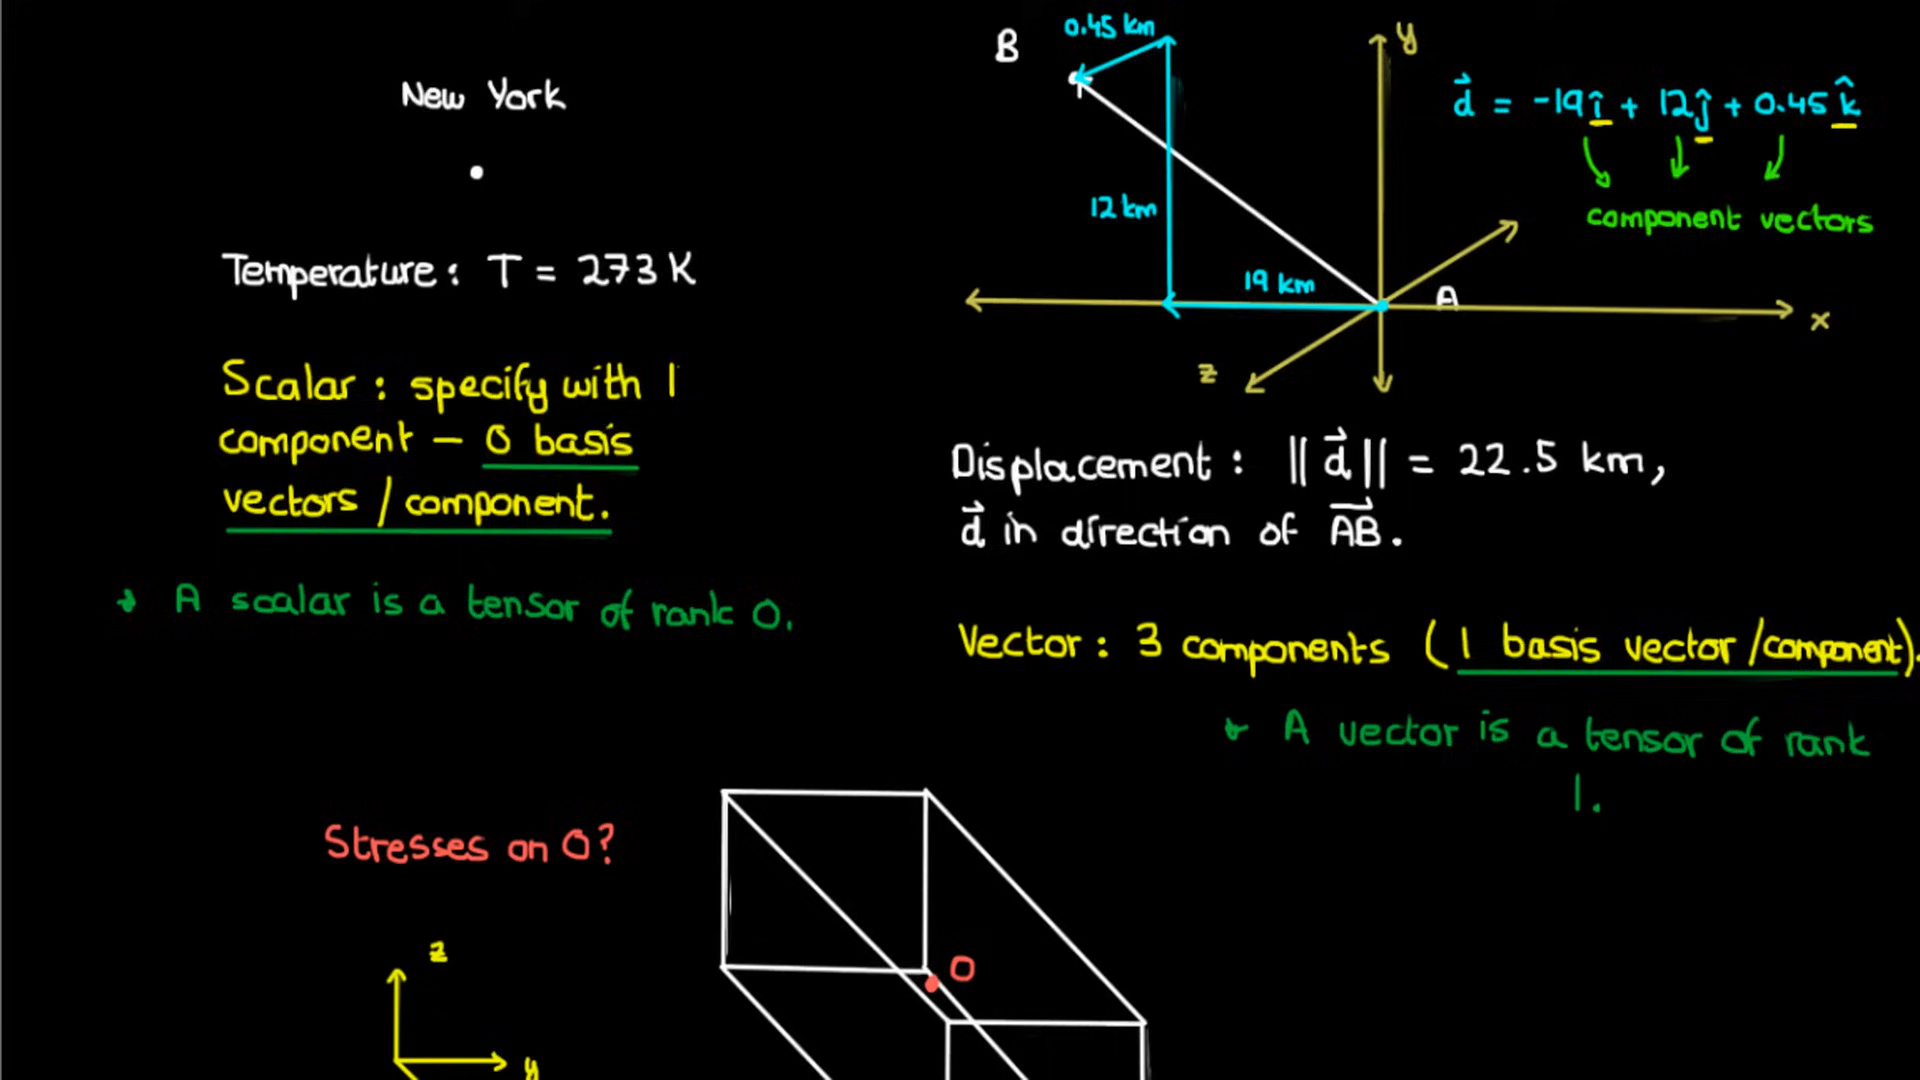 New York
Temperature: T = 273 K
Scalar: specify with 1
component – 0 basis
vectors / component.
* A scalar is a tensor of rank 0.
B
0.45 km
y
12 km
19 km
A
x
z
d⃗ = -19î + 12ĵ + 0.45 k̂
component vectors
Displacement: ||d⃗|| = 22.5 km,
d⃗ in direction of A⃗B⃗.
Vector: 3 components (1 basis vector/component).
* A vector is a tensor of rank
1.
Stresses on O?
O
z
y